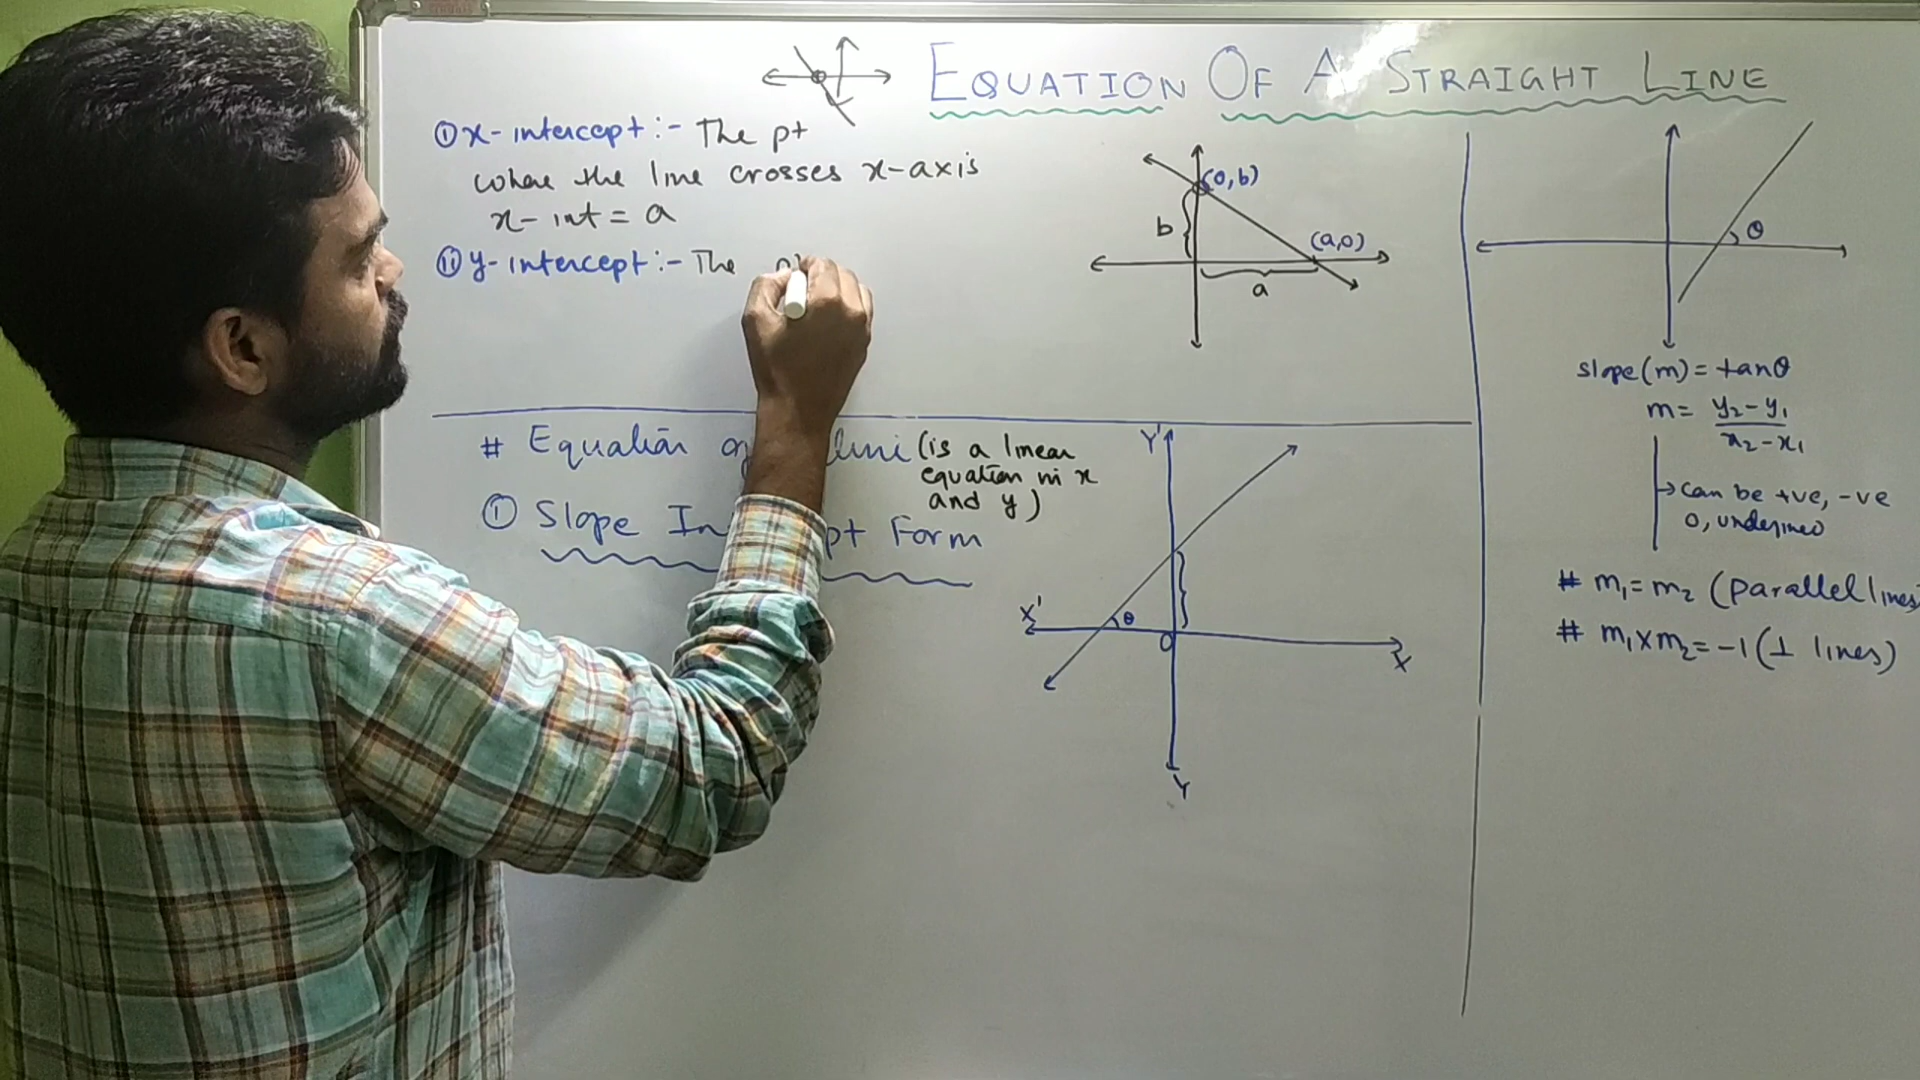 EQUATION OF A STRAIGHT LINE
① x-intercept :- The pt
where the line crosses x-axis
x-int = a
② y-intercept :- The
(0,b)
b
(a,0)
a
θ
slope(m) = tanθ
m = y₂-y₁ / x₂-x₁
→ can be +ve, -ve
0, undefined
# m₁=m₂ (parallel lines
# m₁×m₂=-1 (⊥ lines)
# Equation line (is a linear
equation in x
and y)
① Slope Form
Y'
X'
θ
O
X
Y